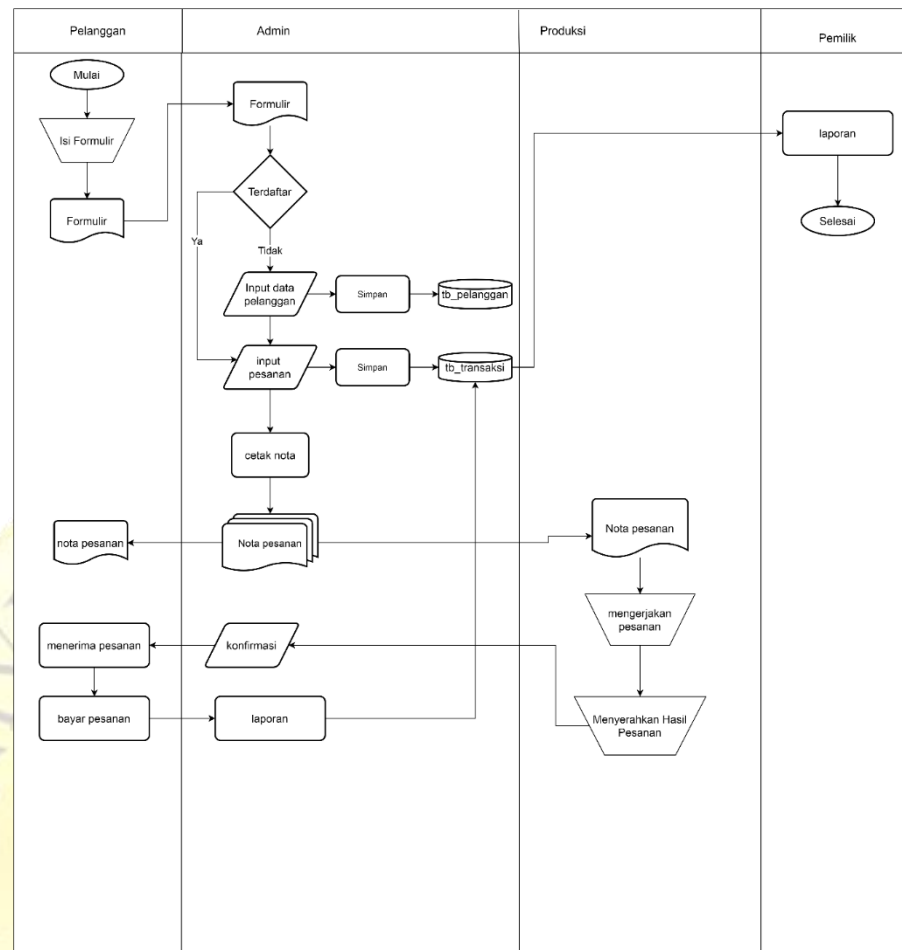 Pelanggan
Admin
Produksi
Pemilik
Mulai
Isi Formulir
Formulir
Formulir
Terdaftar
Ya
Tidak
Input data
pelanggan
Simpan
tb_pelanggan
input
pesanan
Simpan
tb_transaksi
cetak nota
nota pesanan
Nota pesanan
Nota pesanan
mengerjakan
pesanan
menerima pesanan
konfirmasi
bayar pesanan
laporan
Menyerahkan Hasil
Pesanan
laporan
Selesai